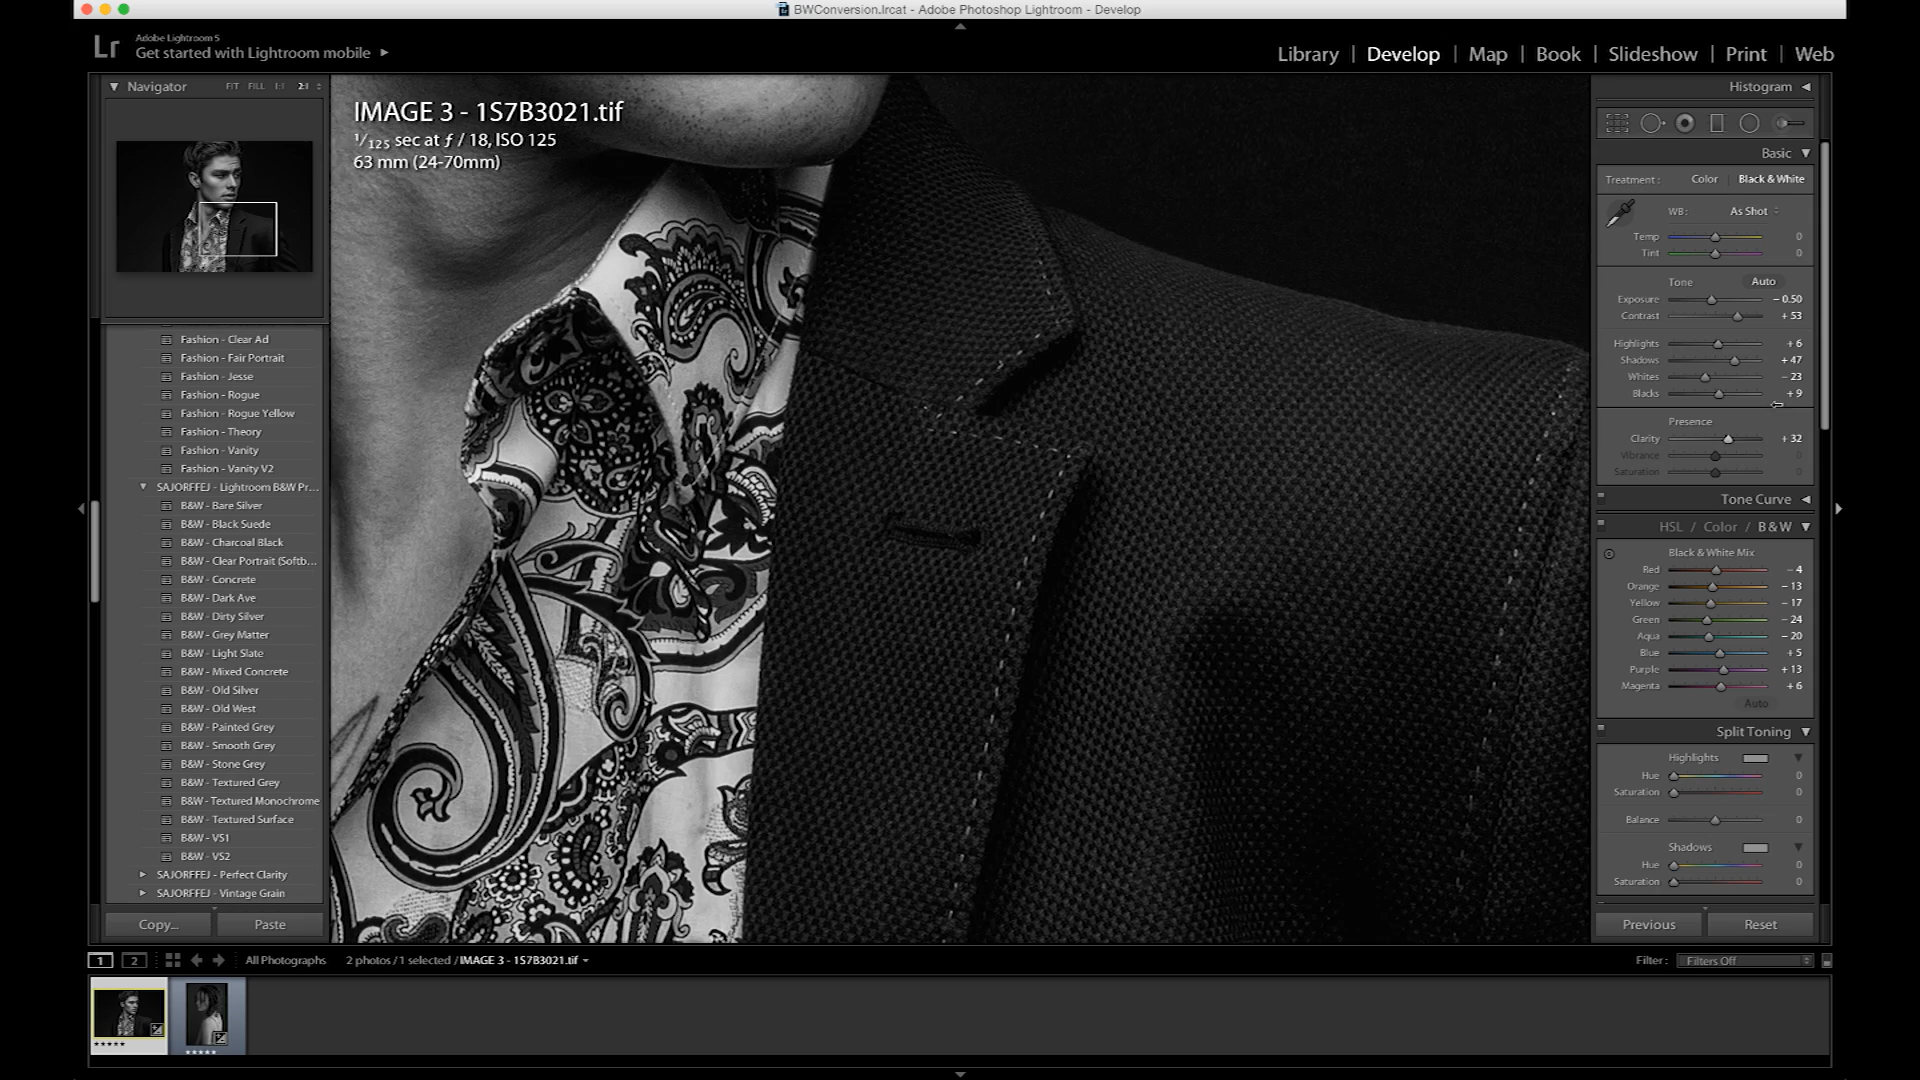 BWConversion.lrcat - Adobe Photoshop Lightroom - Develop
Lr
Adobe Lightroom 5
Get started with Lightroom mobile
Library | Develop | Map | Book | Slideshow | Print | Web
Navigator FIT FILL 1:1 2:1
Fashion - Clear Ad
Fashion - Fair Portrait
Fashion - Jesse
Fashion - Rogue
Fashion - Rogue Yellow
Fashion - Theory
Fashion - Vanity
Fashion - Vanity V2
SAJORFFEJ - Lightroom B&W Pr...
B&W - Bare Silver
B&W - Black Suede
B&W - Charcoal Black
B&W - Clear Portrait (Softb...
B&W - Concrete
B&W - Dark Ave
B&W - Dirty Silver
B&W - Grey Matter
B&W - Light Slate
B&W - Mixed Concrete
B&W - Old Silver
B&W - Old West
B&W - Painted Grey
B&W - Smooth Grey
B&W - Stone Grey
B&W - Textured Grey
B&W - Textured Monochrome
B&W - Textured Surface
B&W - VS1
B&W - VS2
SAJORFFEJ - Perfect Clarity
SAJORFFEJ - Vintage Grain
Copy... Paste
IMAGE 3 - 1S7B3021.tif
1/125 sec at ƒ / 18, ISO 125
63 mm (24-70mm)
Histogram
Basic
Treatment : Color | Black & White
WB: As Shot
Temp 0
Tint 0
Tone Auto
Exposure - 0.50
Contrast + 53
Highlights + 6
Shadows + 47
Whites - 23
Blacks + 9
Presence
Clarity + 32
Vibrance 0
Saturation 0
Tone Curve
HSL / Color / B & W
Black & White Mix
Red - 4
Orange - 13
Yellow - 17
Green - 24
Aqua - 20
Blue + 5
Purple + 13
Magenta + 6
Auto
Split Toning
Highlights
Hue 0
Saturation 0
Balance 0
Shadows
Hue 0
Saturation 0
Previous Reset
1 2 All Photographs 2 photos / 1 selected / IMAGE 3 - 1S7B3021.tif
Filter : Filters Off